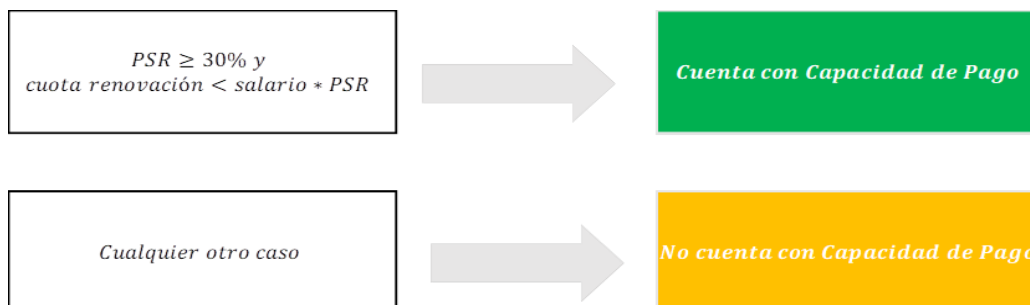 PSR ≥ 30% y
cuota renovación < salario * PSR
Cuenta con Capacidad de Pago
Cualquier otro caso
No cuenta con Capacidad de Pago